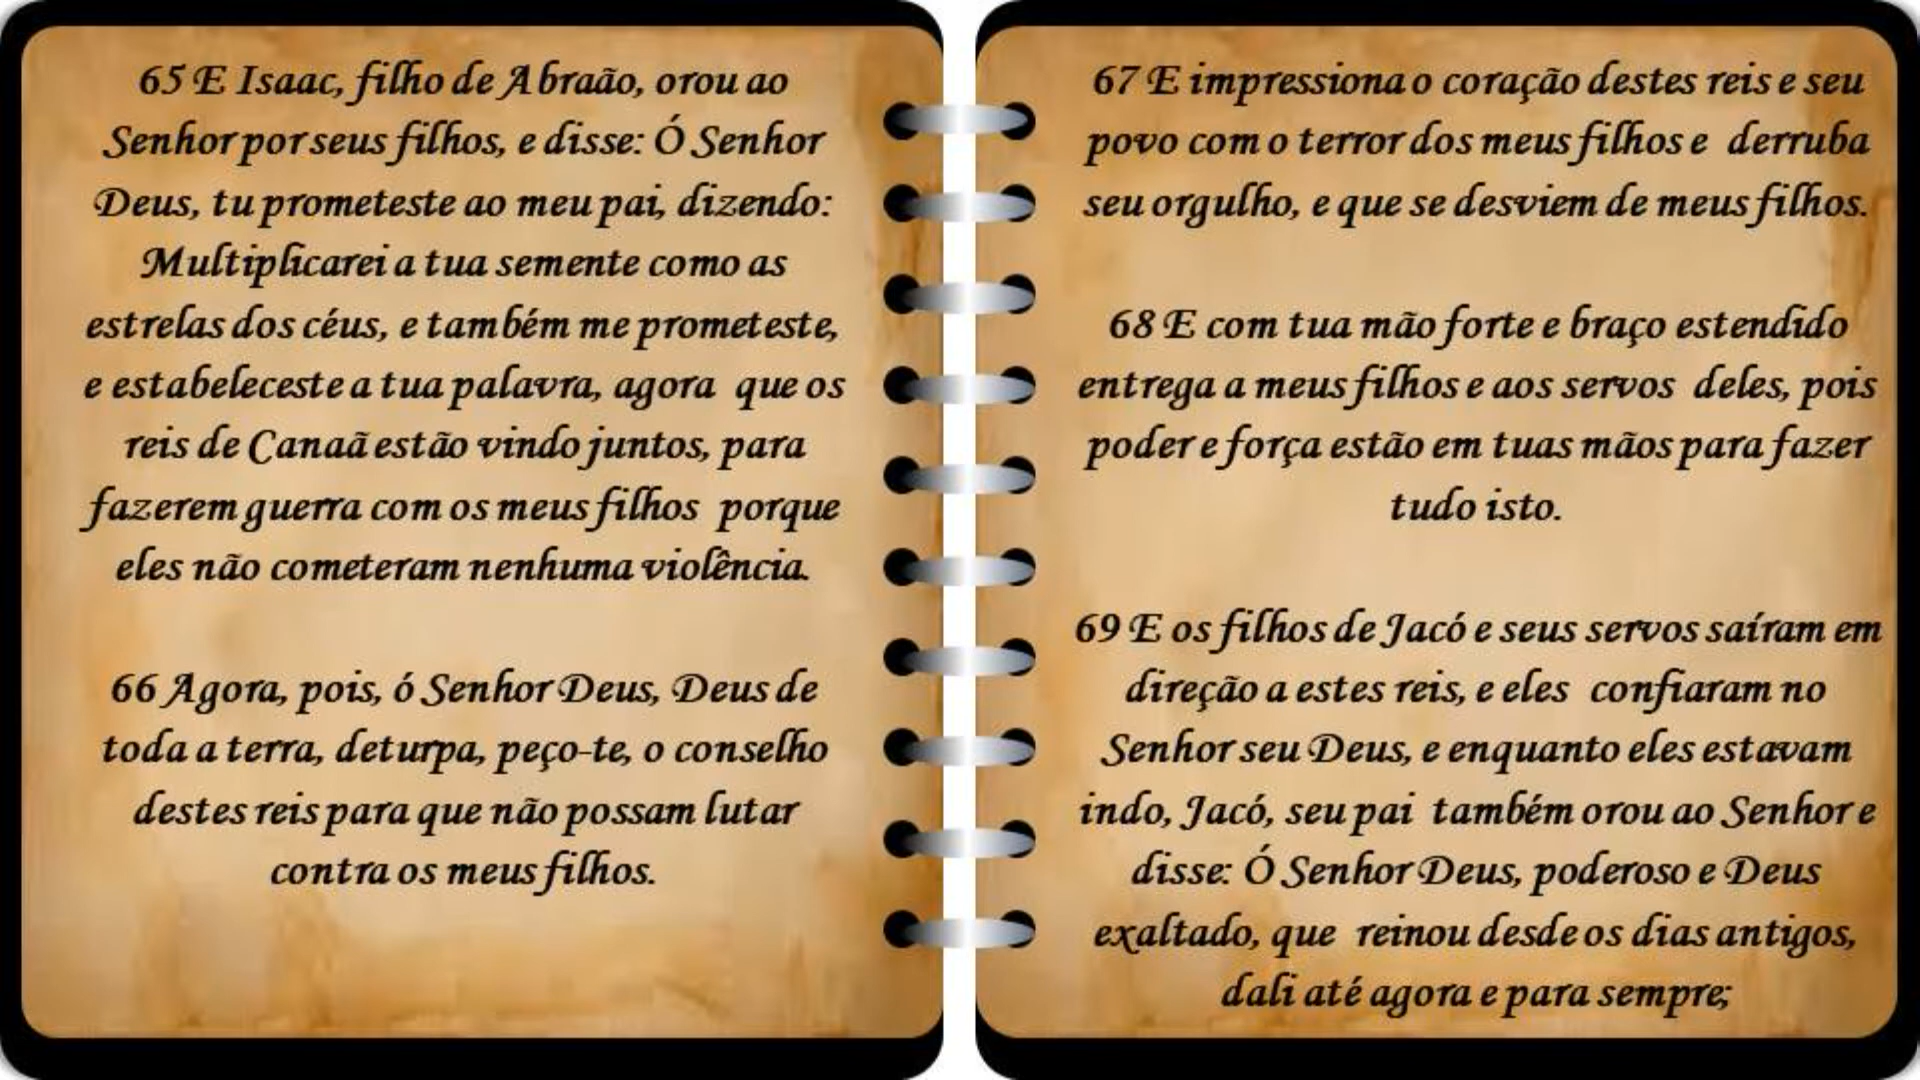 65 E Isaac, filho de Abraão, orou ao
Senhor por seus filhos, e disse: Ó Senhor
Deus, tu prometeste ao meu pai, dizendo:
Multiplicarei a tua semente como as
estrelas dos céus, e também me prometeste,
e estabeleceste a tua palavra, agora que os
reis de Canaã estão vindo juntos, para
fazerem guerra com os meus filhos porque
eles não cometeram nenhuma violência.
66 Agora, pois, ó Senhor Deus, Deus de
toda a terra, deturpa, peço-te, o conselho
destes reis para que não possam lutar
contra os meus filhos.
67 E impressiona o coração destes reis e seu
povo com o terror dos meus filhos e derruba
seu orgulho, e que se desviem de meus filhos.
68 E com tua mão forte e braço estendido
entrega a meus filhos e aos servos deles, pois
poder e força estão em tuas mãos para fazer
tudo isto.
69 E os filhos de Jacó e seus servos saíram em
direção a estes reis, e eles confiaram no
Senhor seu Deus, e enquanto eles estavam
indo, Jacó, seu pai também orou ao Senhor e
disse: Ó Senhor Deus, poderoso e Deus
exaltado, que reinou desde os dias antigos,
dali até agora e para sempre;